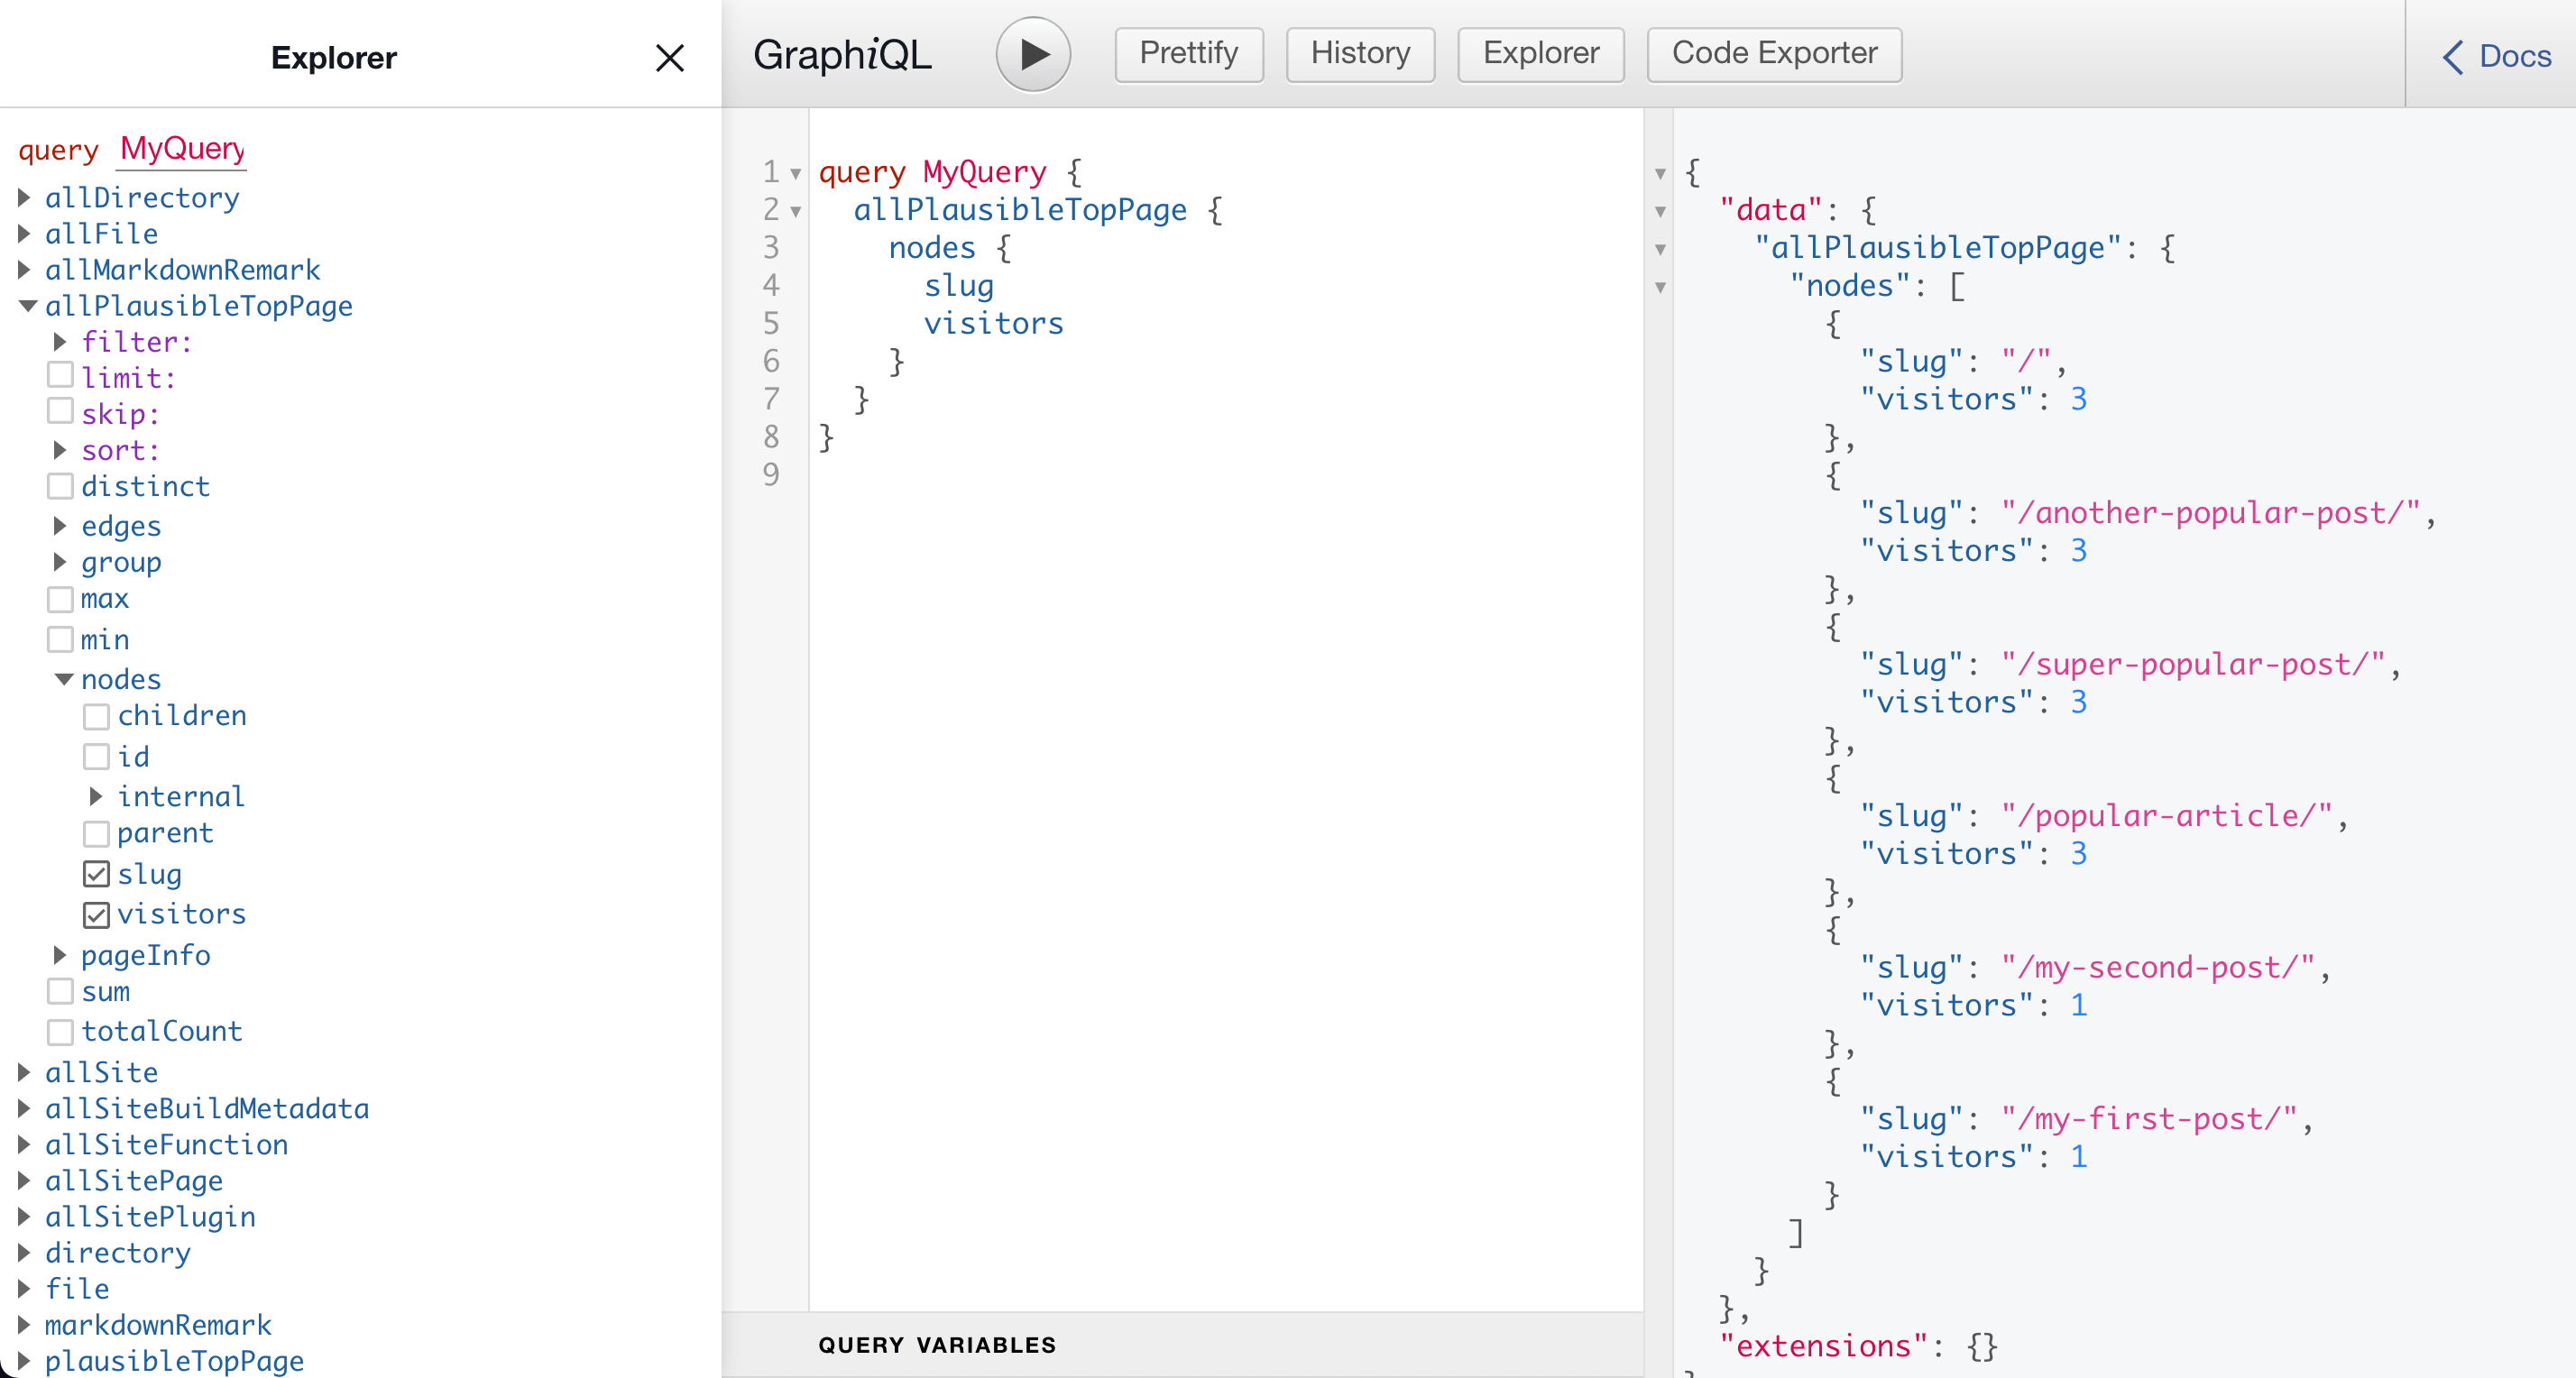 Explorer
query MyQuery
allDirectory
allFile
allMarkdownRemark
allPlausibleTopPage
filter:
limit:
skip:
sort:
distinct
edges
group
max
min
nodes
children
id
internal
parent
slug
visitors
pageInfo
sum
totalCount
allSite
allSiteBuildMetadata
allSiteFunction
allSitePage
allSitePlugin
directory
file
markdownRemark
plausibleTopPage
GraphiQL
Prettify
History
Explorer
Code Exporter
Docs
1 query MyQuery {
2 allPlausibleTopPage {
3 nodes {
4 slug
5 visitors
6 }
7 }
8 }
9
QUERY VARIABLES
{
"data": {
"allPlausibleTopPage": {
"nodes": [
{
"slug": "/",
"visitors": 3
},
{
"slug": "/another-popular-post/",
"visitors": 3
},
{
"slug": "/super-popular-post/",
"visitors": 3
},
{
"slug": "/popular-article/",
"visitors": 3
},
{
"slug": "/my-second-post/",
"visitors": 1
},
{
"slug": "/my-first-post/",
"visitors": 1
}
]
}
},
"extensions": {}
}